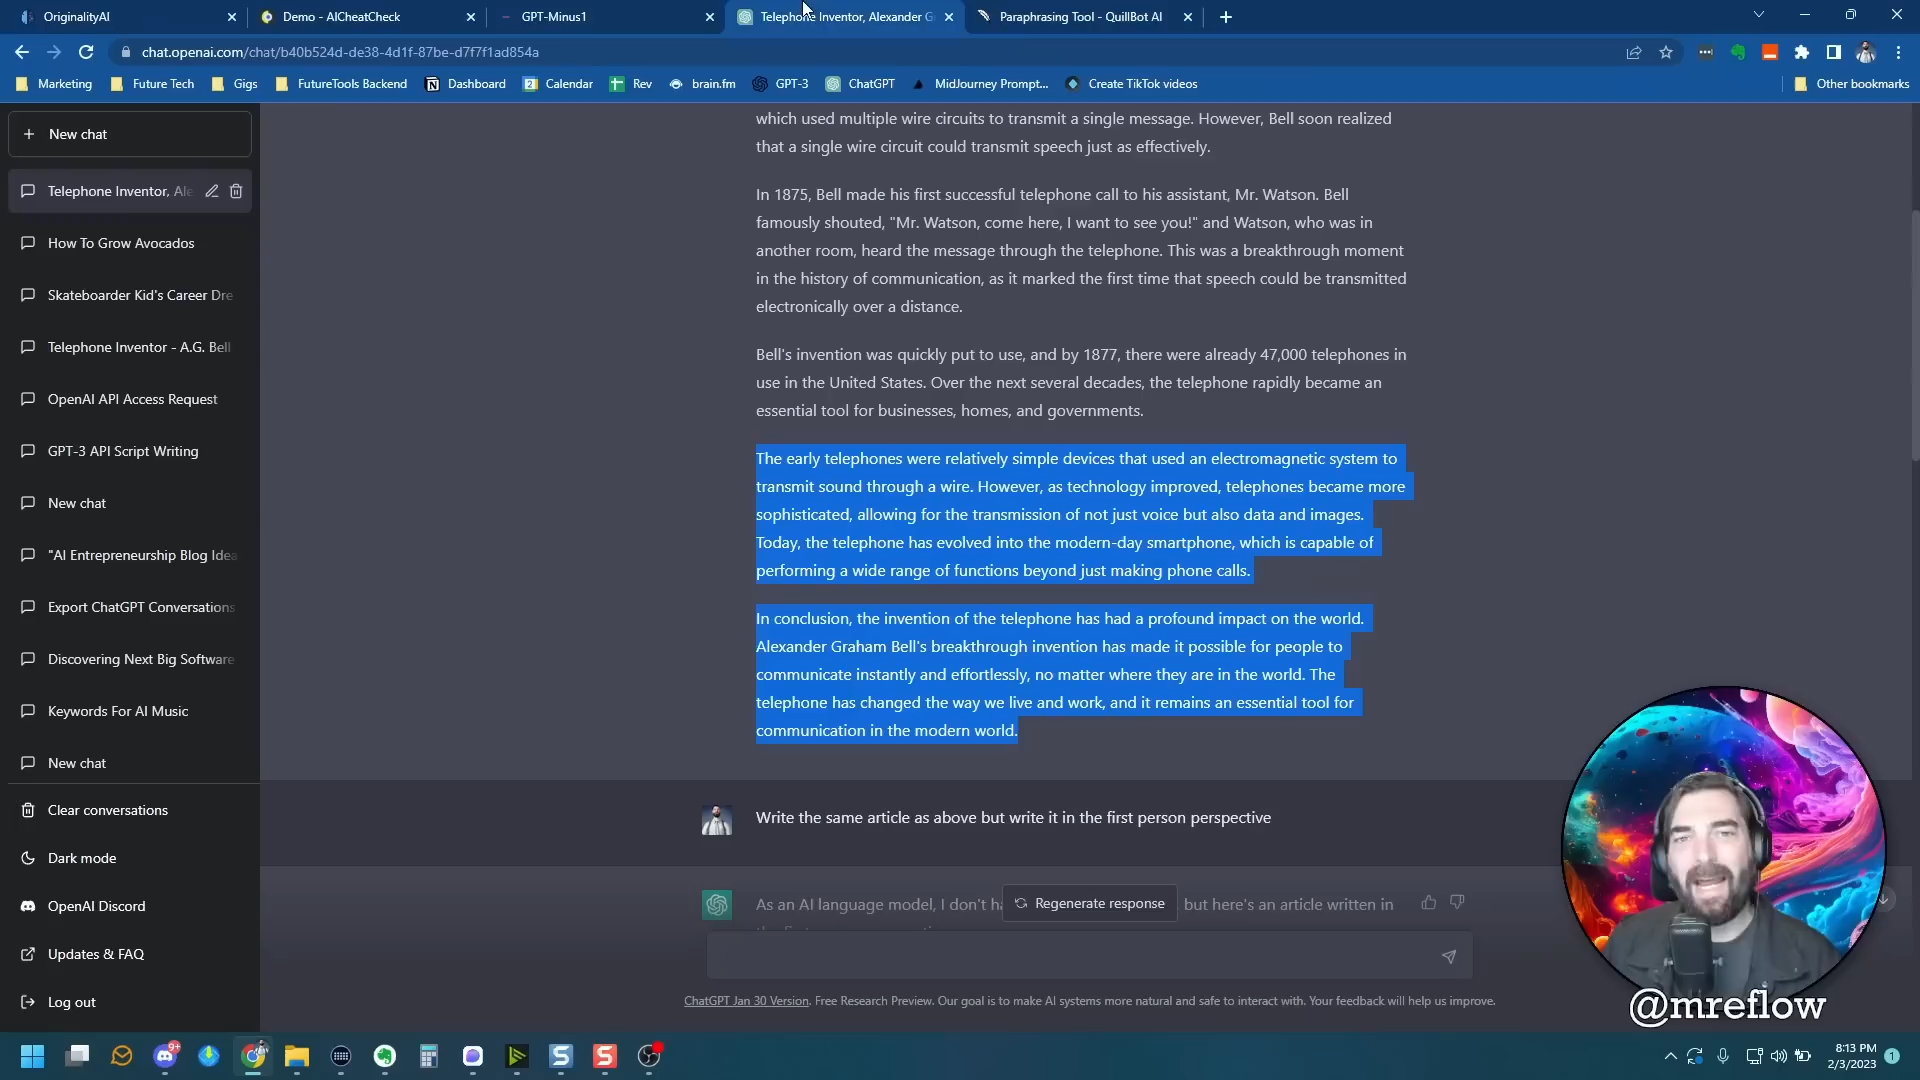 OriginalityAI
Demo - AICheatCheck
GPT-Minus1
Telephone Inventor, Alexander G
Paraphrasing Tool - QuillBot AI
chat.openai.com/chat/b40b524d-de38-4d1f-87be-d7f7f1ad854a
Marketing
Future Tech
Gigs
FutureTools Backend
Dashboard
Calendar
Rev
brain.fm
GPT-3
ChatGPT
MidJourney Prompt...
Create TikTok videos
Other bookmarks
New chat
Telephone Inventor, Ale
How To Grow Avocados
Skateboarder Kid's Career Dre
Telephone Inventor - A.G. Bell
OpenAI API Access Request
GPT-3 API Script Writing
New chat
"AI Entrepreneurship Blog Idea
Export ChatGPT Conversations
Discovering Next Big Software
Keywords For AI Music
New chat
Clear conversations
Dark mode
OpenAI Discord
Updates & FAQ
Log out
which used multiple wire circuits to transmit a single message. However, Bell soon realized
that a single wire circuit could transmit speech just as effectively.
In 1875, Bell made his first successful telephone call to his assistant, Mr. Watson. Bell
famously shouted, "Mr. Watson, come here, I want to see you!" and Watson, who was in
another room, heard the message through the telephone. This was a breakthrough moment
in the history of communication, as it marked the first time that speech could be transmitted
electronically over a distance.
Bell's invention was quickly put to use, and by 1877, there were already 47,000 telephones in
use in the United States. Over the next several decades, the telephone rapidly became an
essential tool for businesses, homes, and governments.
The early telephones were relatively simple devices that used an electromagnetic system to
transmit sound through a wire. However, as technology improved, telephones became more
sophisticated, allowing for the transmission of not just voice but also data and images.
Today, the telephone has evolved into the modern-day smartphone, which is capable of
performing a wide range of functions beyond just making phone calls.
In conclusion, the invention of the telephone has had a profound impact on the world.
Alexander Graham Bell's breakthrough invention has made it possible for people to
communicate instantly and effortlessly, no matter where they are in the world. The
telephone has changed the way we live and work, and it remains an essential tool for
communication in the modern world.
Write the same article as above but write it in the first person perspective
As an AI language model, I don't ha
Regenerate response
but here's an article written in
ChatGPT Jan 30 Version. Free Research Preview. Our goal is to make AI systems more natural and safe to interact with. Your feedback will help us improve.
@mreflow
9+
8:13 PM
2/3/2023
1